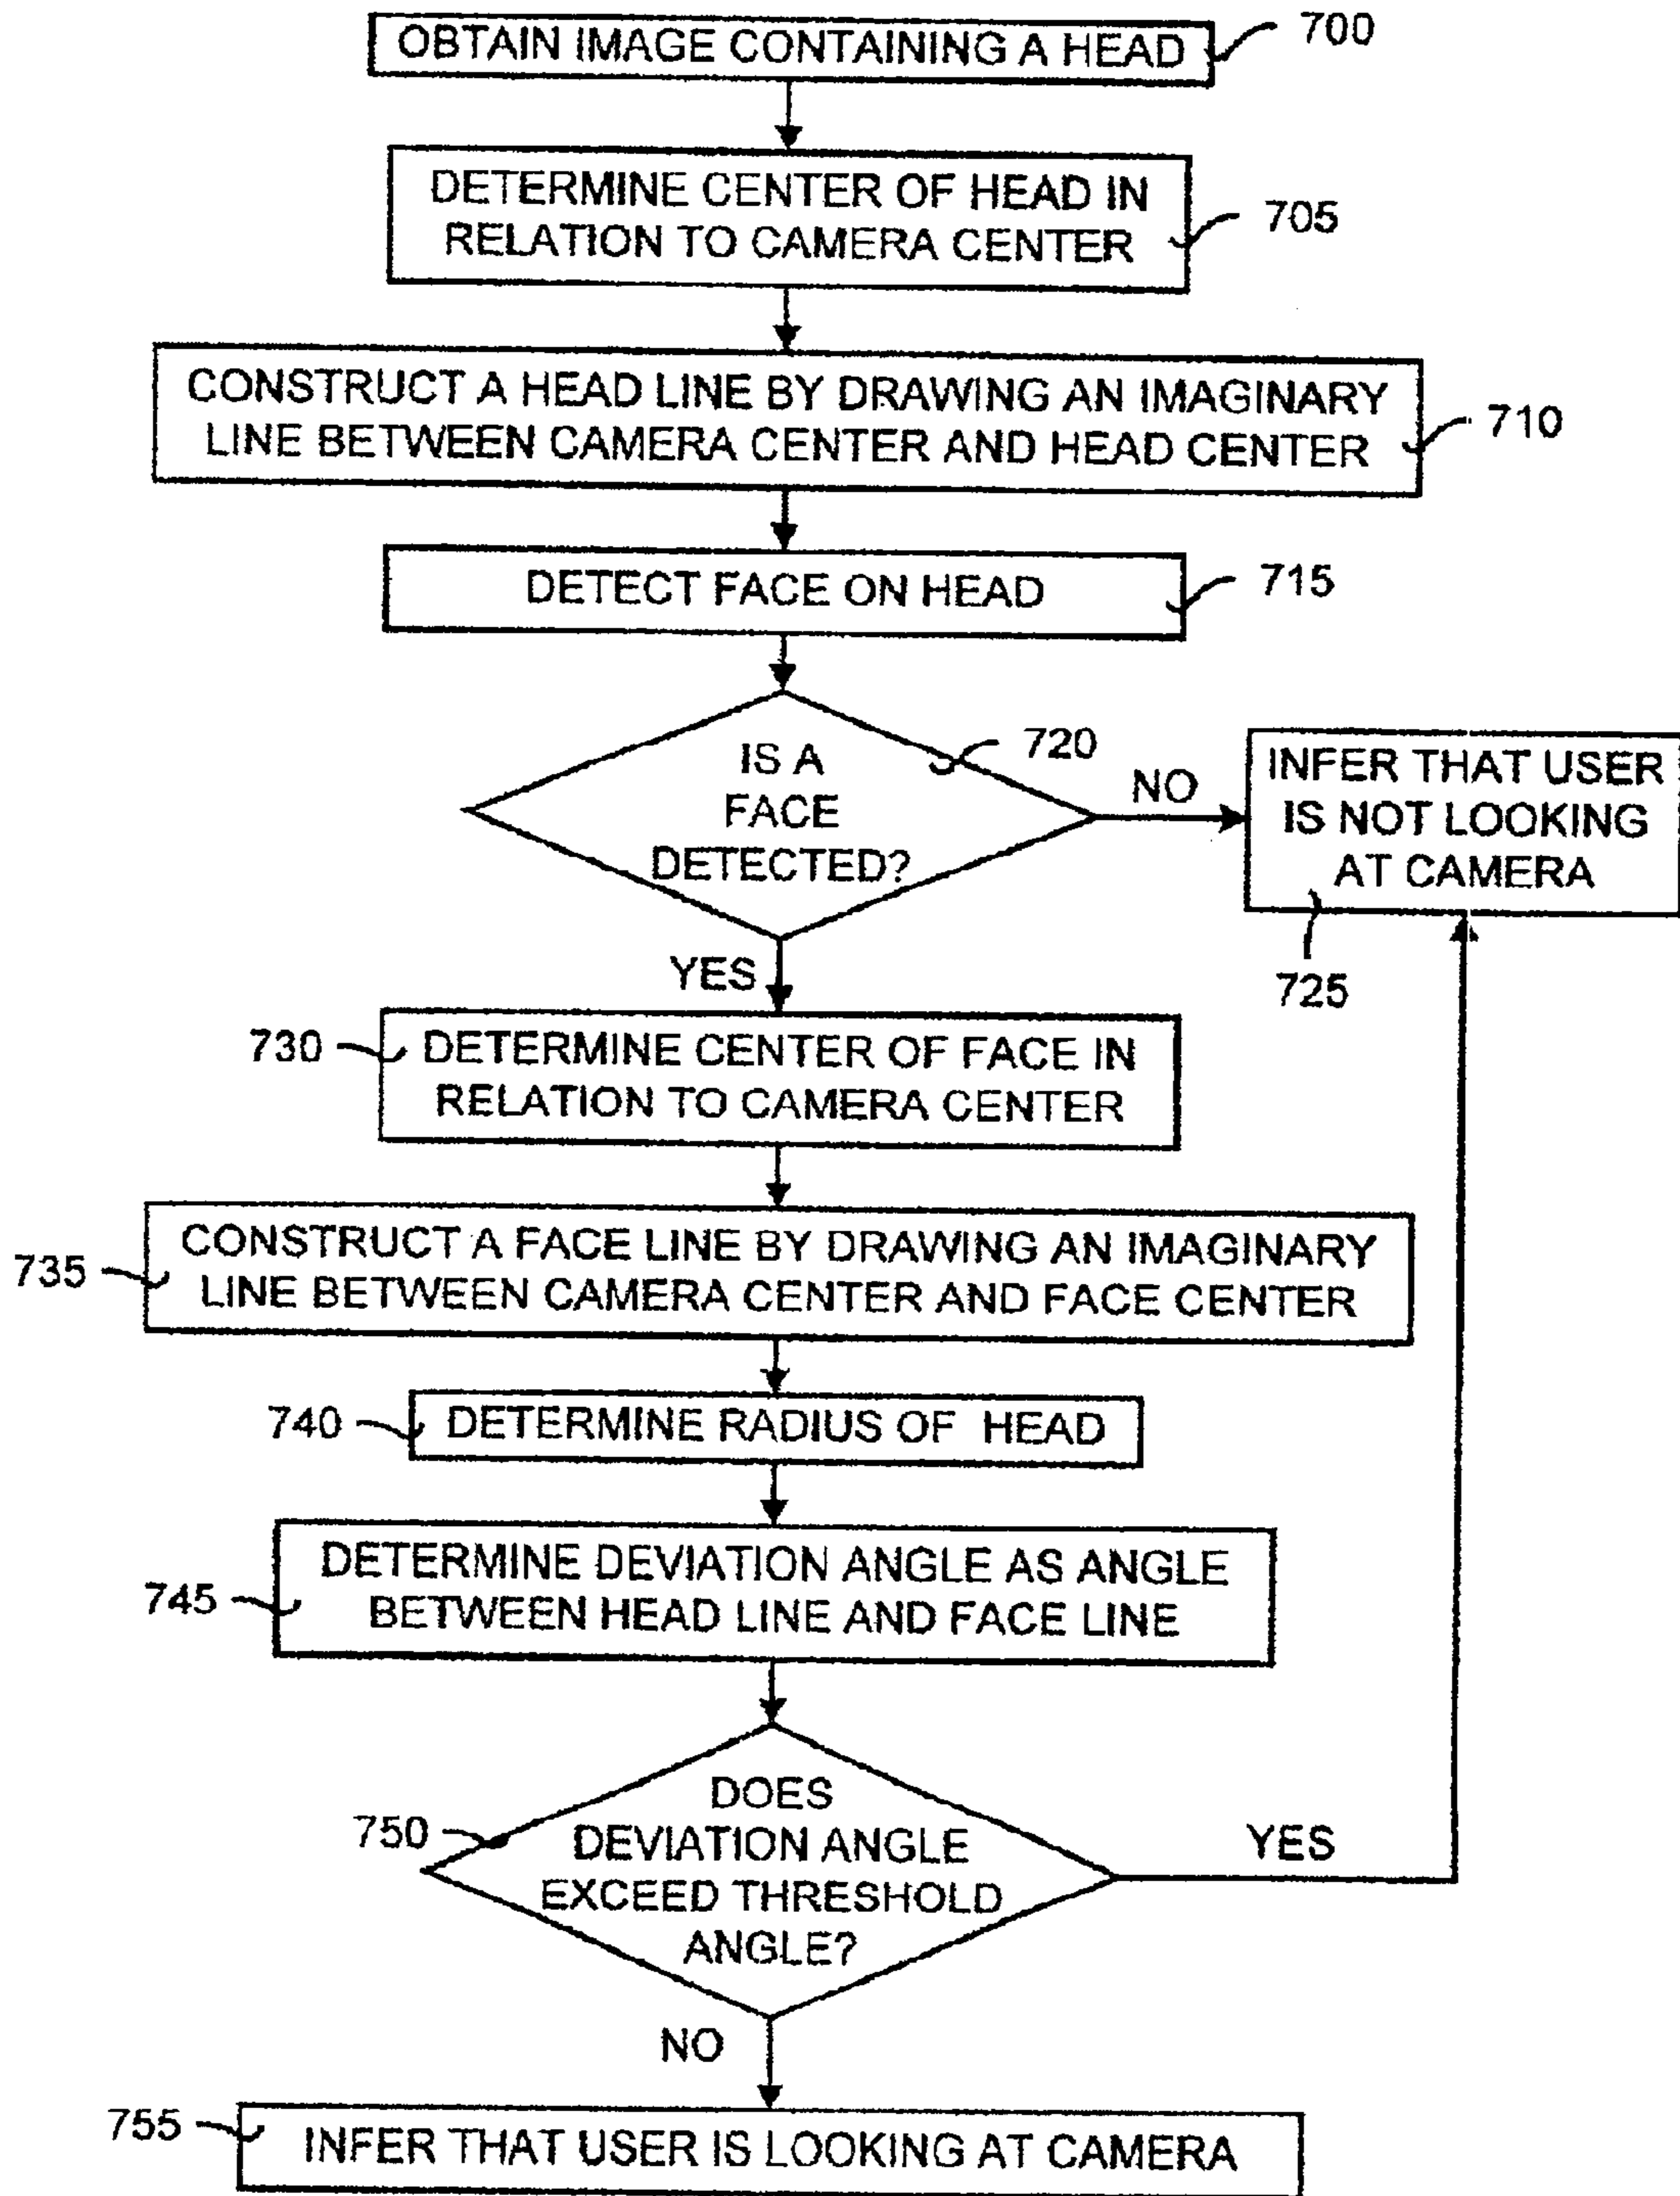 OBTAIN IMAGE CONTAINING A HEAD
700
DETERMINE CENTER OF HEAD IN
RELATION TO CAMERA CENTER
705
CONSTRUCT A HEAD LINE BY DRAWING AN IMAGINARY
LINE BETWEEN CAMERA CENTER AND HEAD CENTER
710
DETECT FACE ON HEAD
715
IS A
FACE
DETECTED?
720
NO
INFER THAT USER
IS NOT LOOKING
AT CAMERA
725
YES
730
DETERMINE CENTER OF FACE IN
RELATION TO CAMERA CENTER
735
CONSTRUCT A FACE LINE BY DRAWING AN IMAGINARY
LINE BETWEEN CAMERA CENTER AND FACE CENTER
740
DETERMINE RADIUS OF HEAD
745
DETERMINE DEVIATION ANGLE AS ANGLE
BETWEEN HEAD LINE AND FACE LINE
750
DOES
DEVIATION ANGLE
EXCEED THRESHOLD
ANGLE?
YES
NO
755
INFER THAT USER IS LOOKING AT CAMERA